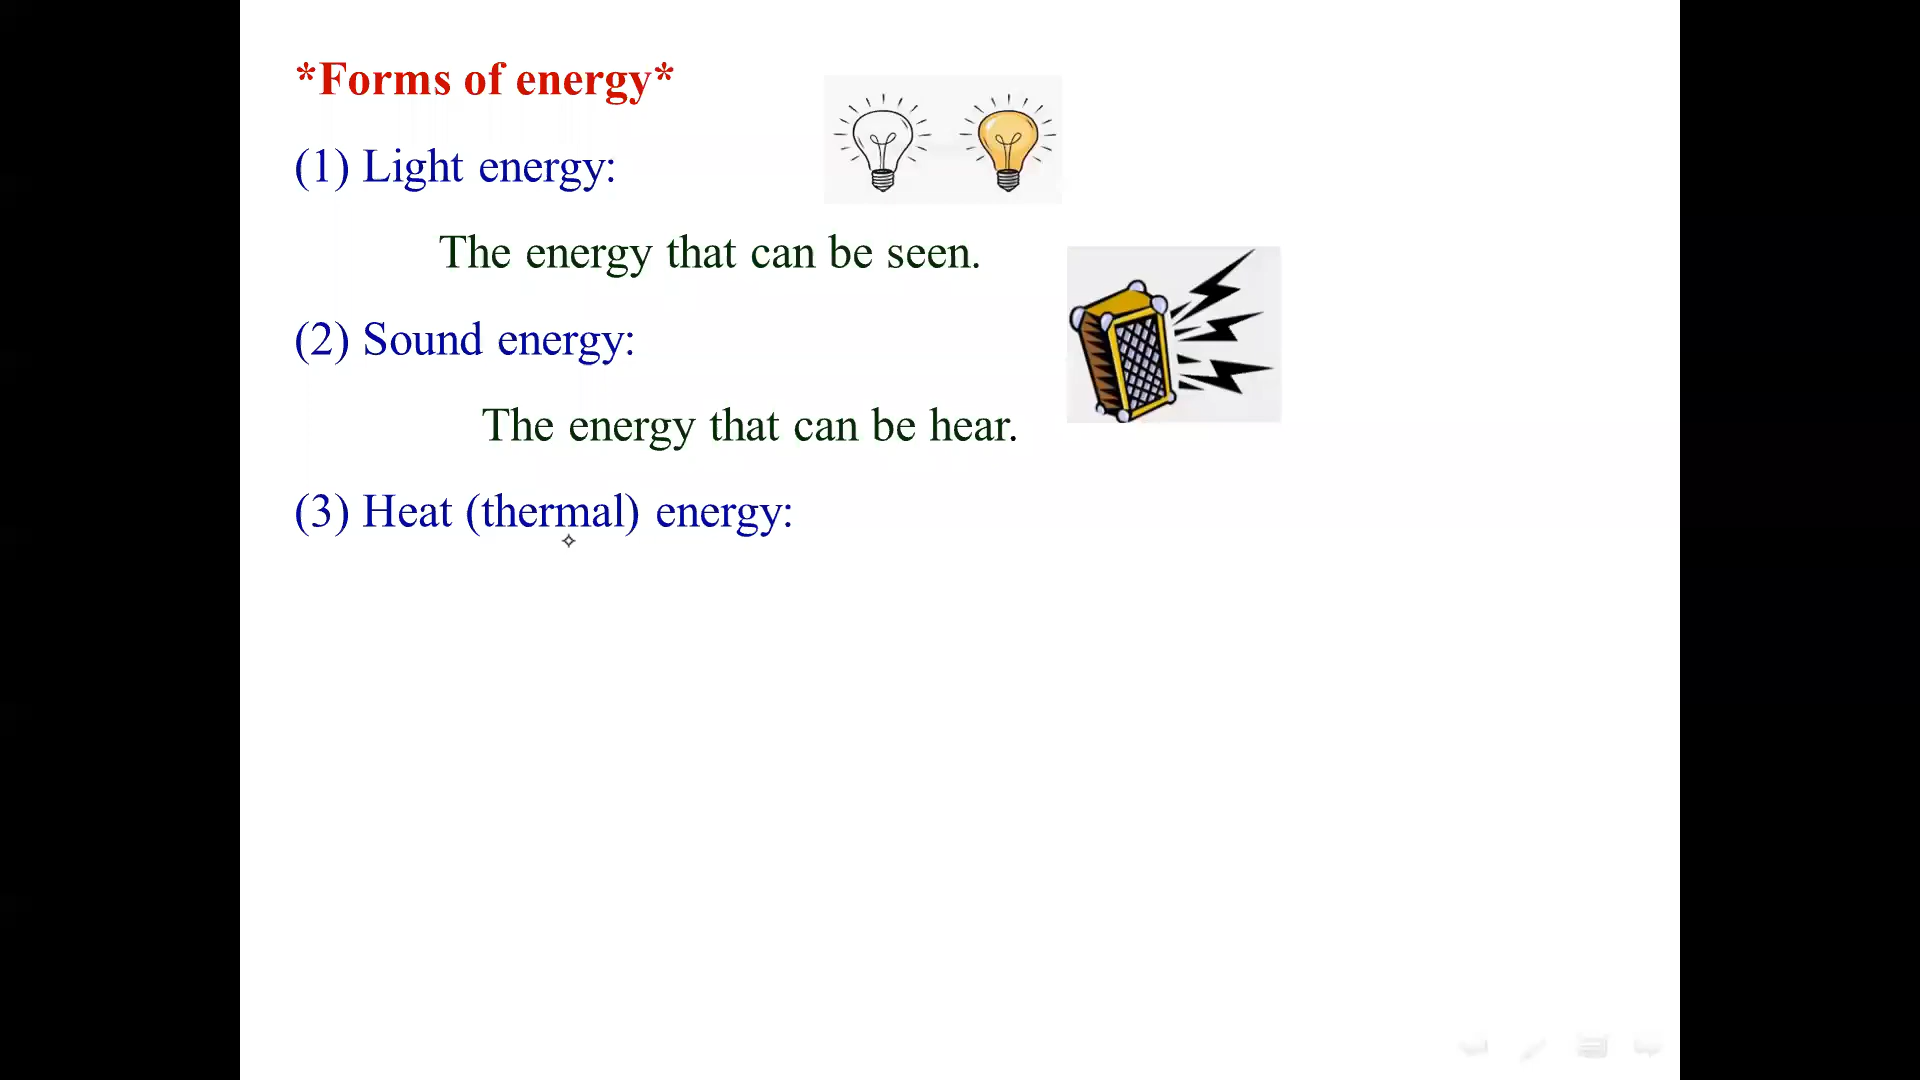 *Forms of energy*
(1) Light energy:
The energy that can be seen.
(2) Sound energy:
The energy that can be hear.
(3) Heat (thermal) energy: